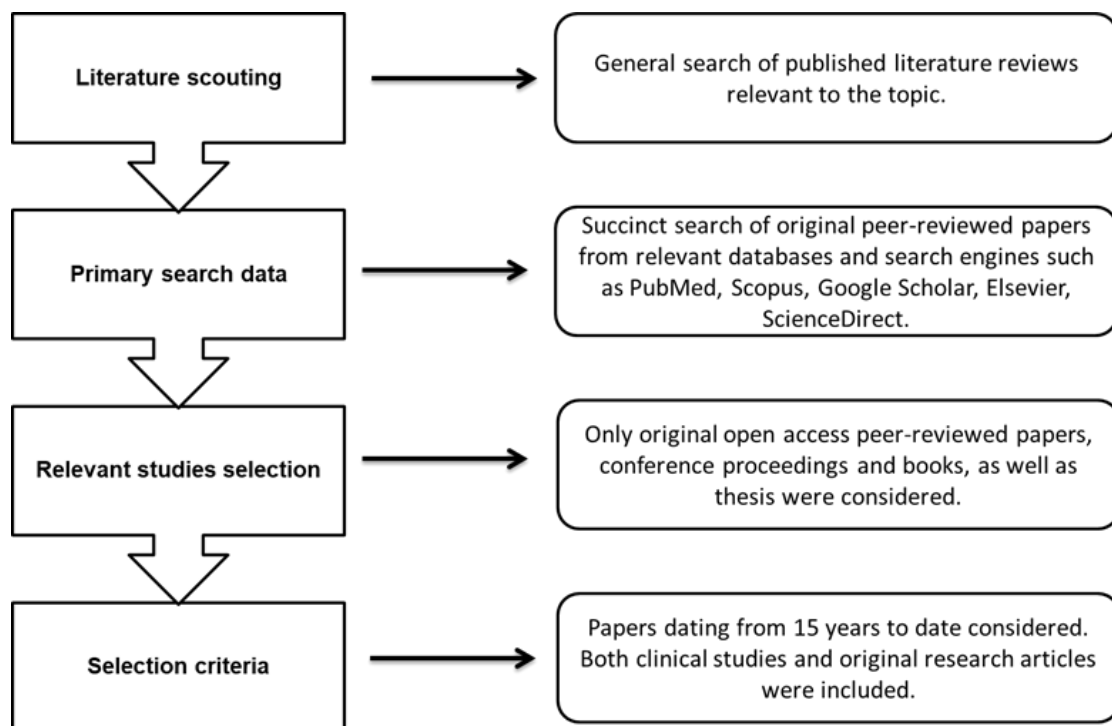 Literature scouting
General search of published literature reviews
relevant to the topic.
Primary search data
Succinct search of original peer-reviewed papers
from relevant databases and search engines such
as PubMed, Scopus, Google Scholar, Elsevier,
ScienceDirect.
Relevant studies selection
Only original open access peer-reviewed papers,
conference proceedings and books, as well as
thesis were considered.
Selection criteria
Papers dating from 15 years to date considered.
Both clinical studies and original research articles
were included.